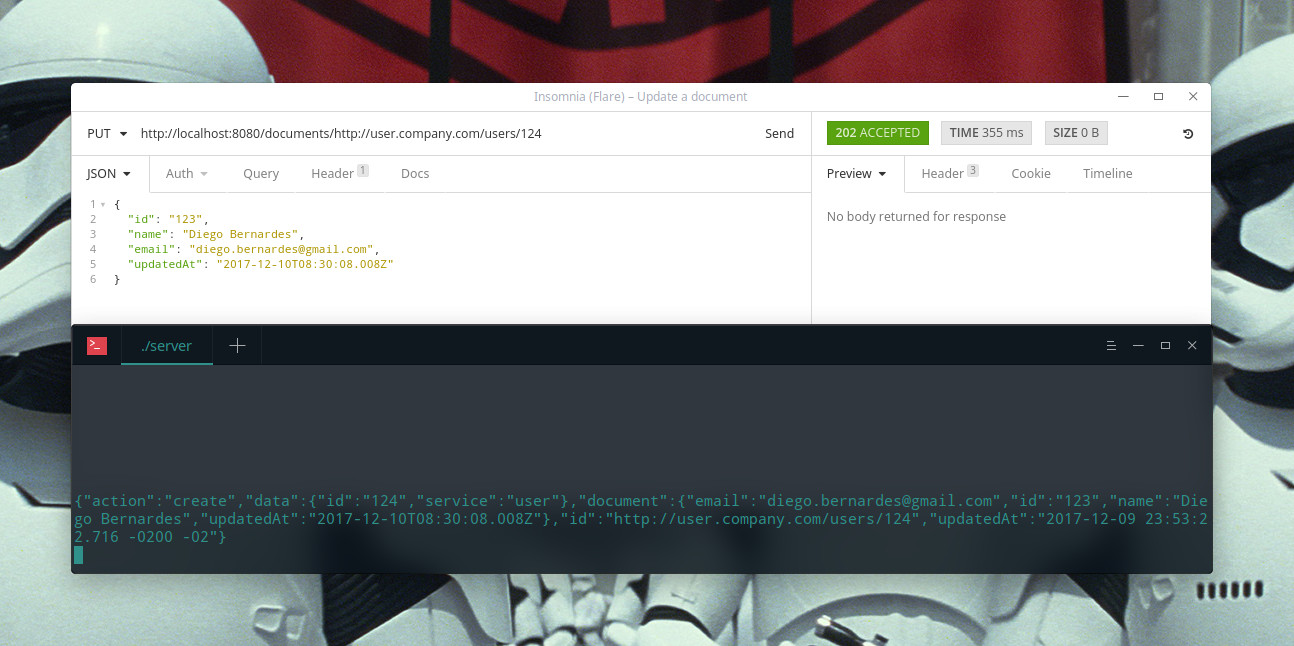 Insomnia (Flare) – Update a document
PUT http://localhost:8080/documents/http://user.company.com/users/124 Send 202 ACCEPTED TIME 355 ms SIZE 0 B
JSON Auth Query Header 1 Docs Preview Header 3 Cookie Timeline
1 {
2 "id": "123",
3 "name": "Diego Bernardes",
4 "email": "diego.bernardes@gmail.com",
5 "updatedAt": "2017-12-10T08:30:08.008Z"
6 }
No body returned for response
>_ ./server
{"action":"create","data":{"id":"124","service":"user"},"document":{"email":"diego.bernardes@gmail.com","id":"123","name":"Die
go Bernardes","updatedAt":"2017-12-10T08:30:08.008Z"},"id":"http://user.company.com/users/124","updatedAt":"2017-12-09 23:53:2
2.716 -0200 -02"}